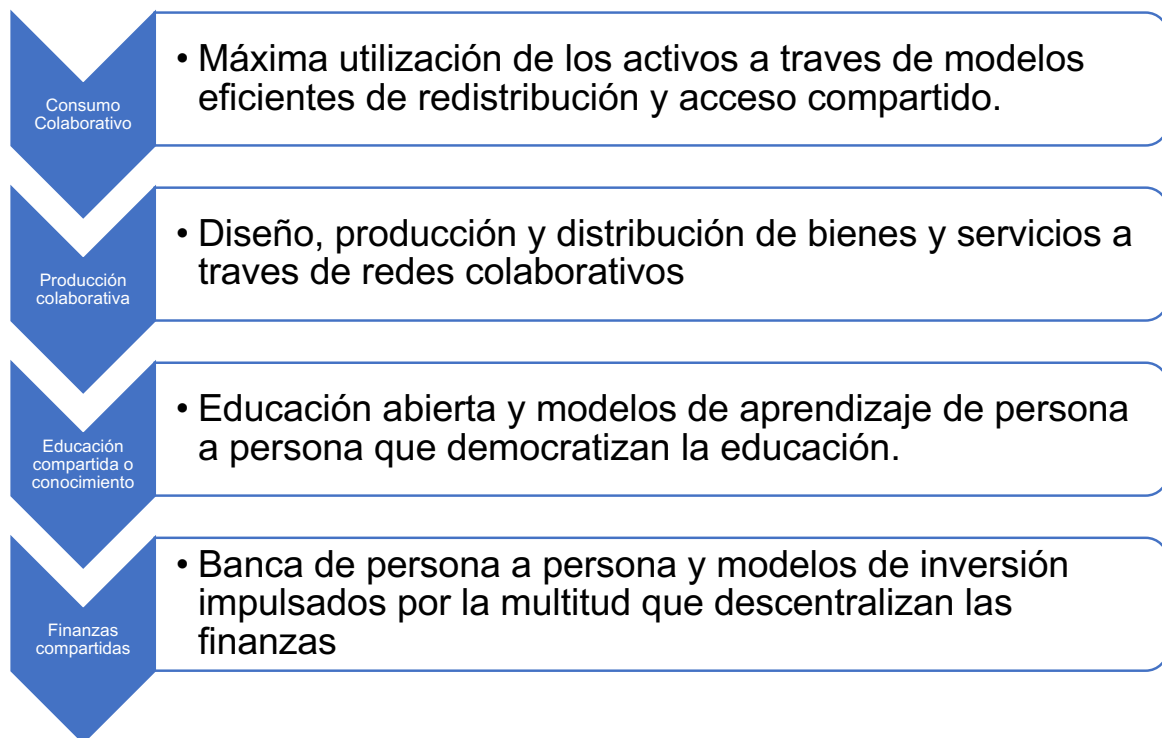 Consumo
Colaborativo
• Máxima utilización de los activos a traves de modelos
eficientes de redistribución y acceso compartido.
Producción
colaborativa
• Diseño, producción y distribución de bienes y servicios a
traves de redes colaborativos
Educación
compartida o
conocimiento
• Educación abierta y modelos de aprendizaje de persona
a persona que democratizan la educación.
Finanzas
compartidas
• Banca de persona a persona y modelos de inversión
impulsados por la multitud que descentralizan las
finanzas